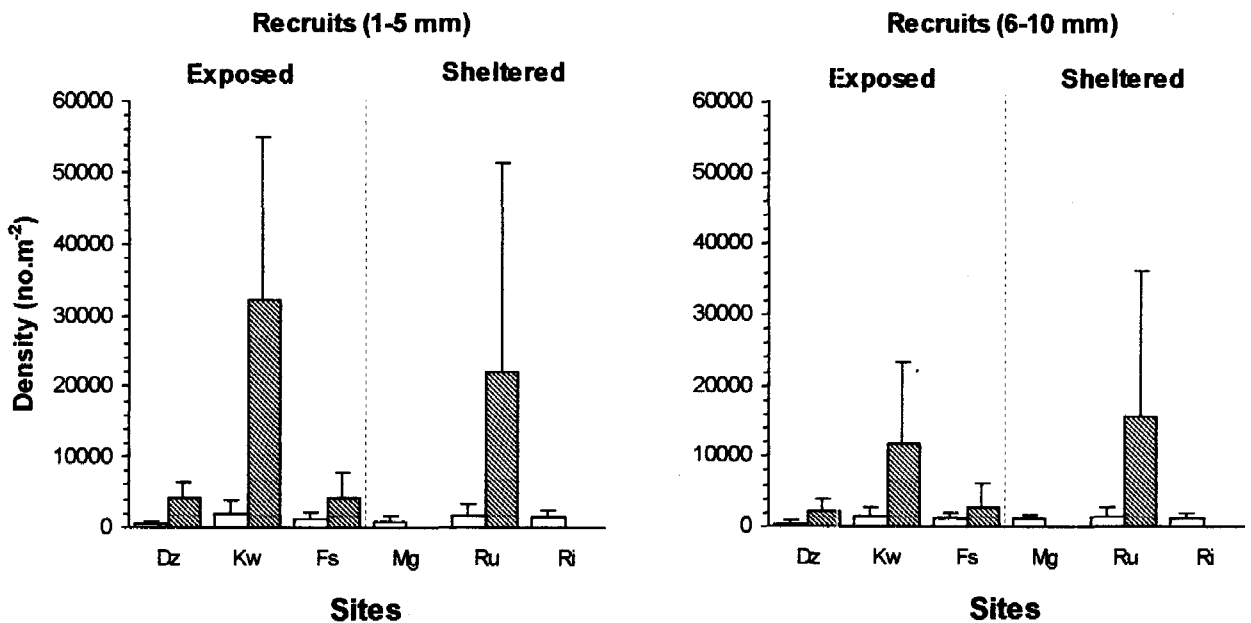 Recruits (1-5 mm)
Exposed
Sheltered
60000
50000
40000
30000
20000
10000
0
Density (no.m-2)
Dz Kw Fs Mg Ru Ri
Sites
Recruits (6-10 mm)
Exposed
Sheltered
60000
50000
40000
30000
20000
10000
0
Dz Kw Fs Mg Ru Ri
Sites